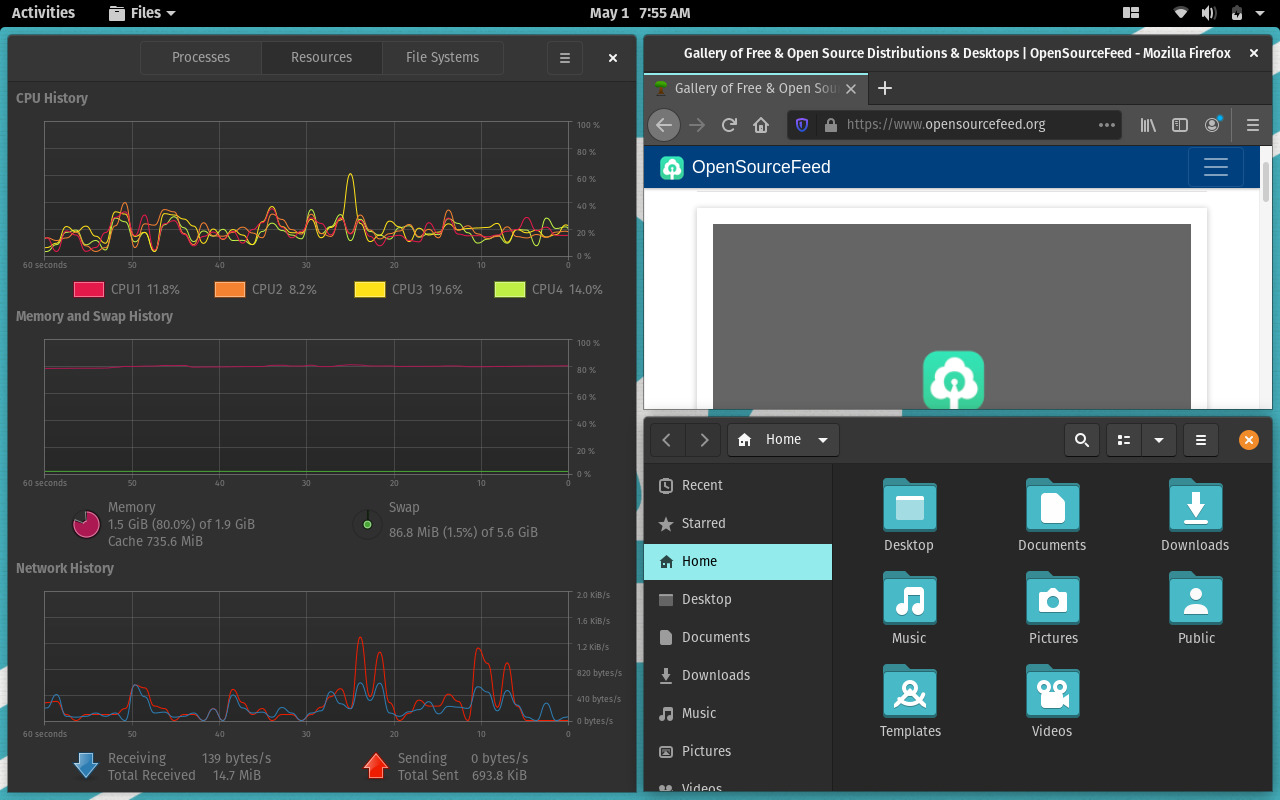 Activities Files May 1 7:55 AM
Processes Resources File Systems
CPU History
100 %
80 %
60 %
40 %
20 %
0 %
60 seconds 50 40 30 20 10 0
CPU1 11.8% CPU2 8.2% CPU3 19.6% CPU4 14.0%
Memory and Swap History
100 %
80 %
60 %
40 %
20 %
0 %
60 seconds 50 40 30 20 10 0
Memory
1.5 GiB (80.0%) of 1.9 GiB
Cache 735.6 MiB
Swap
86.8 MiB (1.5%) of 5.6 GiB
Network History
2.0 KiB/s
1.6 KiB/s
1.2 KiB/s
820 bytes/s
410 bytes/s
0 bytes/s
60 seconds 50 40 30 20 10 0
Receiving 139 bytes/s
Total Received 14.7 MiB
Sending 0 bytes/s
Total Sent 693.8 KiB
Gallery of Free & Open Source Distributions & Desktops | OpenSourceFeed - Mozilla Firefox
Gallery of Free & Open Sou
https://www.opensourcefeed.org
OpenSourceFeed
Home
Recent
Starred
Home
Desktop
Documents
Downloads
Music
Pictures
Videos
Desktop Documents Downloads
Music Pictures Public
Templates Videos